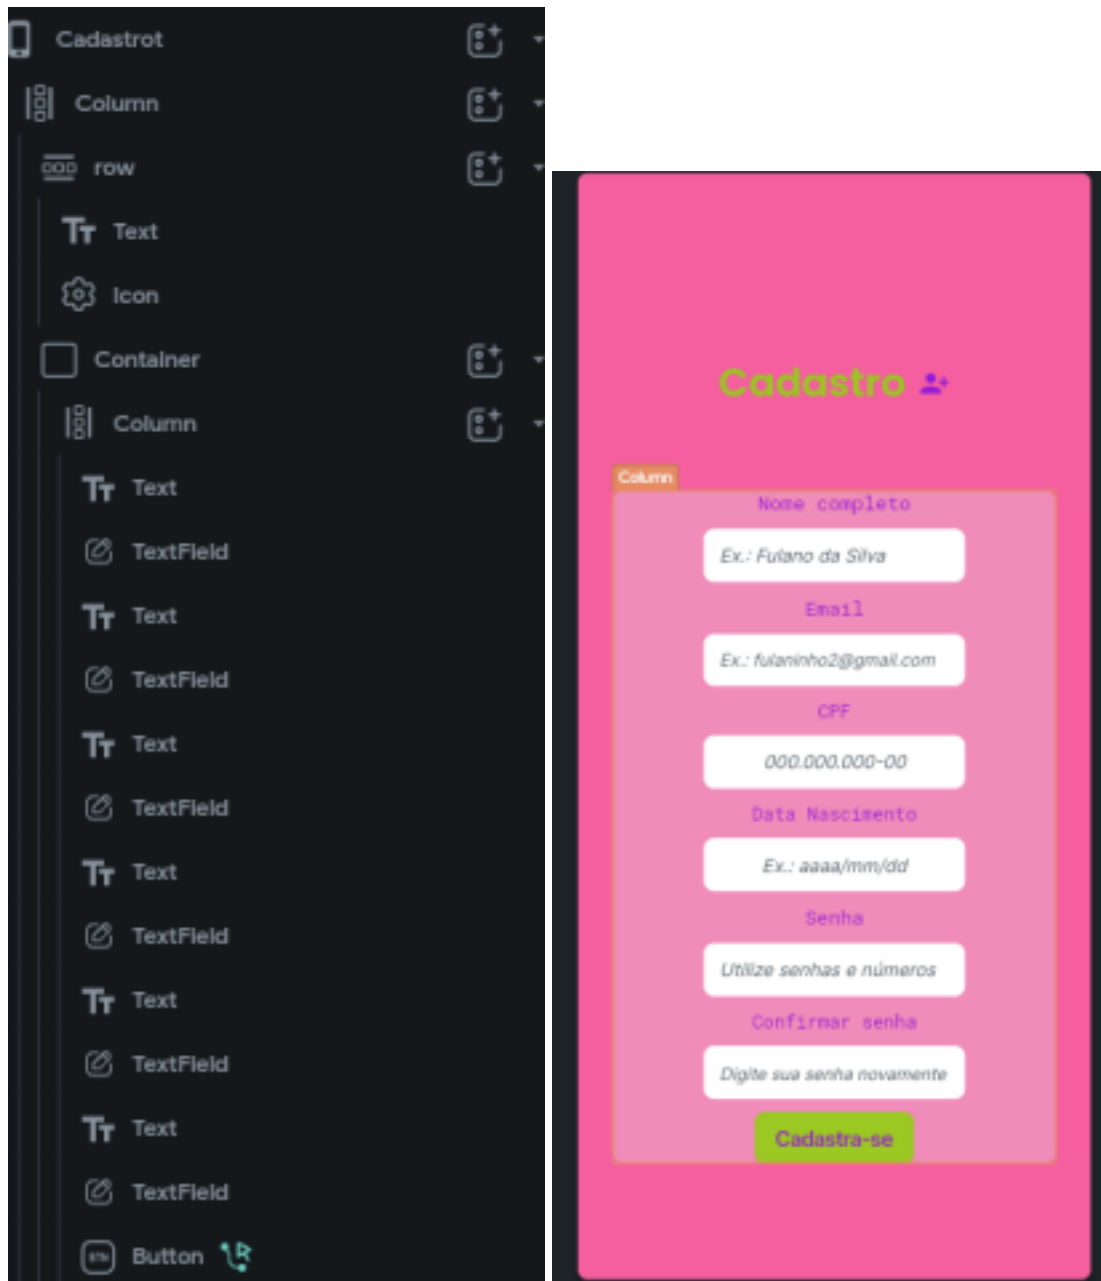 Cadastrot
Column
row
Text
Icon
Container
Column
Text
TextField
Text
TextField
Text
TextField
Text
TextField
Text
TextField
Text
TextField
BTN
Button
Cadastro
Column
Nome completo
Ex.: Fulano da Silva
Email
Ex.: fulaninho2@gmail.com
CPF
000.000.000-00
Data Nascimento
Ex.: aaaa/mm/dd
Senha
Utilize senhas e números
Confirmar senha
Digite sua senha novamente
Cadastra-se